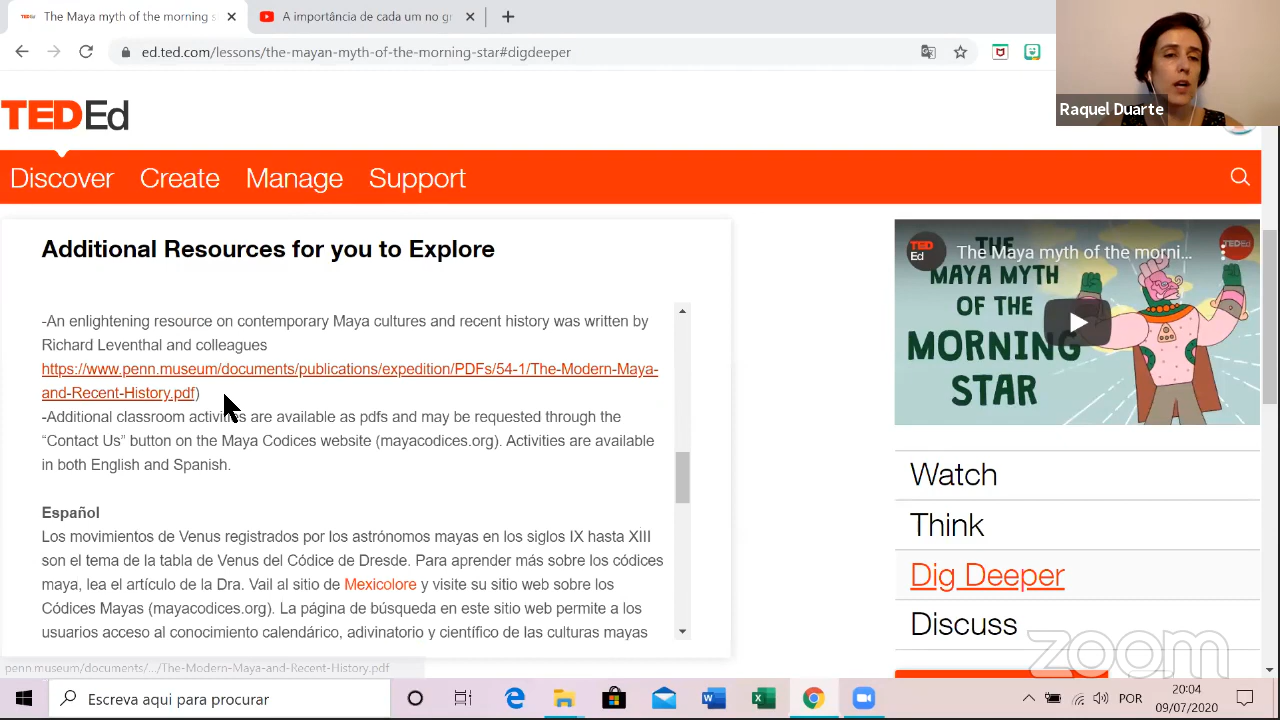 The Maya myth of the morning s
A importância de cada um no gr
ed.ted.com/lessons/the-mayan-myth-of-the-morning-star#digdeeper
Raquel Duarte
TEDEd
Discover Create Manage Support
Additional Resources for you to Explore
-An enlightening resource on contemporary Maya cultures and recent history was written by
Richard Leventhal and colleagues
https://www.penn.museum/documents/publications/expedition/PDFs/54-1/The-Modern-Maya-
and-Recent-History.pdf)
-Additional classroom activities are available as pdfs and may be requested through the
“Contact Us” button on the Maya Codices website (mayacodices.org). Activities are available
in both English and Spanish.
Español
Los movimientos de Venus registrados por los astrónomos mayas en los siglos IX hasta XIII
son el tema de la tabla de Venus del Códice de Dresde. Para aprender más sobre los códices
maya, lea el artículo de la Dra. Vail al sitio de Mexicolore y visite su sitio web sobre los
Códices Mayas (mayacodices.org). La página de búsqueda en este sitio web permite a los
usuarios acceso al conocimiento calendárico, adivinatorio y científico de las culturas mayas
penn.museum/documents/.../The-Modern-Maya-and-Recent-History.pdf
TED
Ed
The Maya myth of the morni...
TEDEd
THE
MAYA MYTH
OF THE
MORNING
STAR
Watch
Think
Dig Deeper
Discuss
zoom
Escreva aqui para procurar
POR
20:04
09/07/2020